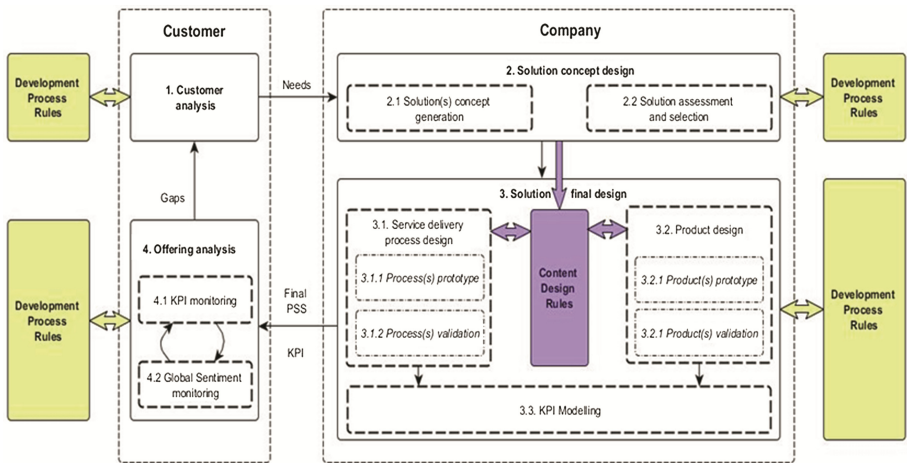 Customer
Company
Development
Process
Rules
1. Customer
analysis
Needs
2. Solution concept design
2.1 Solution(s) concept
generation
2.2 Solution assessment
and selection
Development
Process
Rules
Gaps
3. Solution final design
Development
Process
Rules
4. Offering analysis
4.1 KPI monitoring
4.2 Global Sentiment
monitoring
Final
PSS
KPI
3.1. Service delivery
process design
3.1.1 Process(s) prototype
3.1.2 Process(s) validation
Content
Design
Rules
3.2. Product design
3.2.1 Product(s) prototype
3.2.1 Product(s) validation
3.3. KPI Modelling
Development
Process Rules